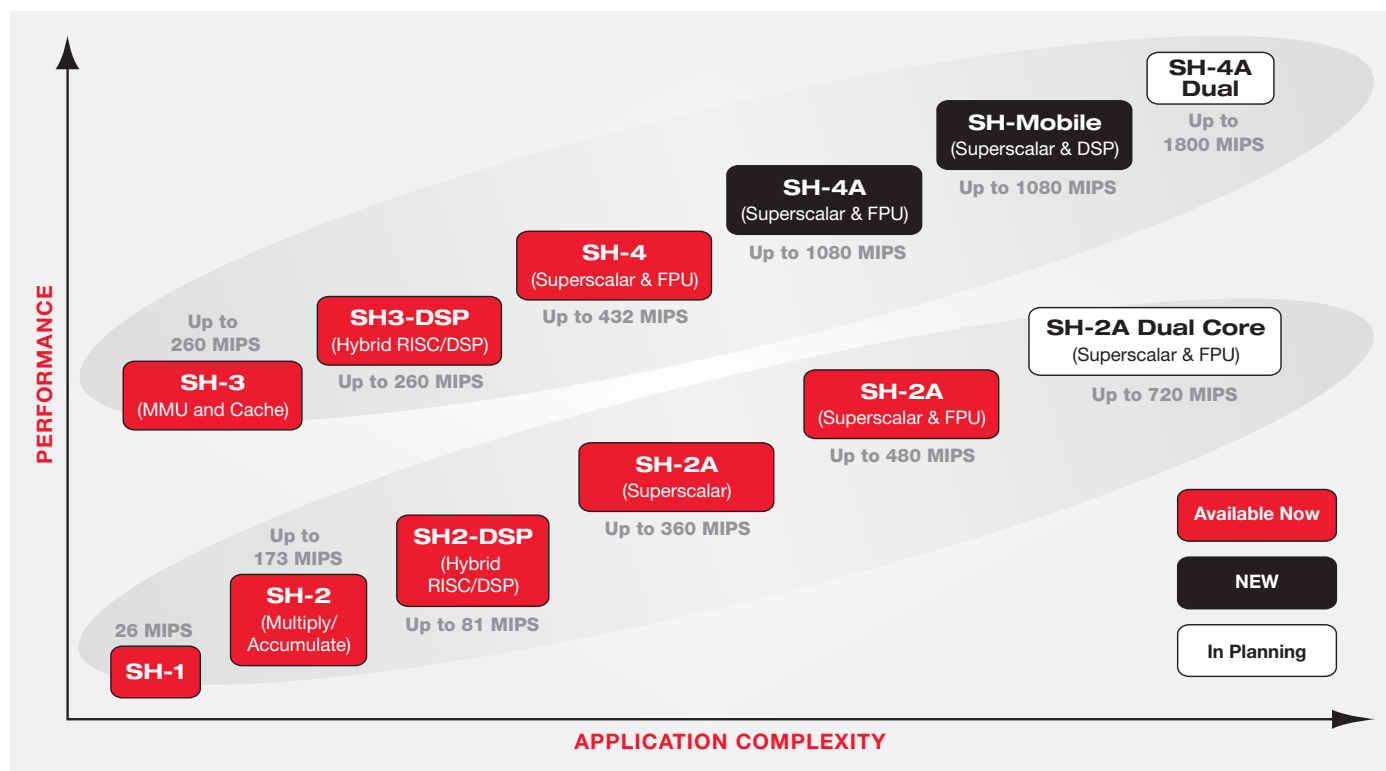 SH-4A
Dual
Up to
1800 MIPS
SH-Mobile
(Superscalar & DSP)
Up to 1080 MIPS
SH-4A
(Superscalar & FPU)
Up to 1080 MIPS
SH-4
(Superscalar & FPU)
Up to 432 MIPS
SH3-DSP
(Hybrid RISC/DSP)
Up to 260 MIPS
Up to
260 MIPS
SH-3
(MMU and Cache)
SH-2A Dual Core
(Superscalar & FPU)
Up to 720 MIPS
SH-2A
(Superscalar & FPU)
Up to 480 MIPS
SH-2A
(Superscalar)
Up to 360 MIPS
SH2-DSP
(Hybrid
RISC/DSP)
Up to 81 MIPS
Up to
173 MIPS
SH-2
(Multiply/
Accumulate)
26 MIPS
SH-1
Available Now
NEW
In Planning
PERFORMANCE
APPLICATION COMPLEXITY